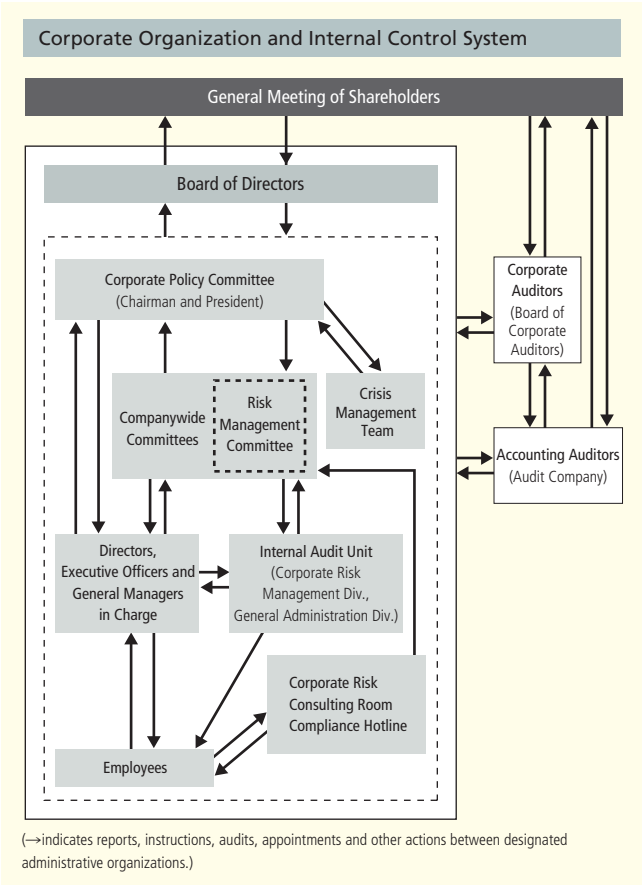 Corporate Organization and Internal Control System
General Meeting of Shareholders
Board of Directors
Corporate Policy Committee
(Chairman and President)
Corporate
Auditors
(Board of
Corporate
Auditors)
Companywide
Committees
Risk
Management
Committee
Crisis
Management
Team
Accounting Auditors
(Audit Company)
Directors,
Executive Officers and
General Managers
in Charge
Internal Audit Unit
(Corporate Risk
Management Div.,
General Administration Div.)
Corporate Risk
Consulting Room
Compliance Hotline
Employees
(→indicates reports, instructions, audits, appointments and other actions between designated
administrative organizations.)